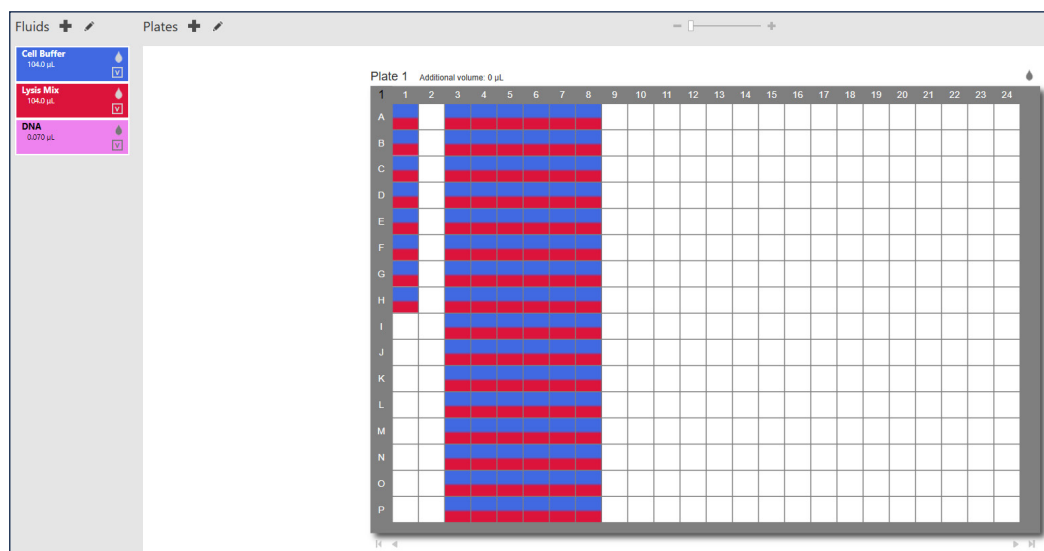 Fluids
Plates
Cell Buffer
104.0 µL
V
Lysis Mix
104.0 µL
V
DNA
0.070 µL
V
Plate 1 Additional volume: 0 µL
1 1 2 3 4 5 6 7 8 9 10 11 12 13 14 15 16 17 18 19 20 21 22 23 24
A
B
C
D
E
F
G
H
I
J
K
L
M
N
O
P